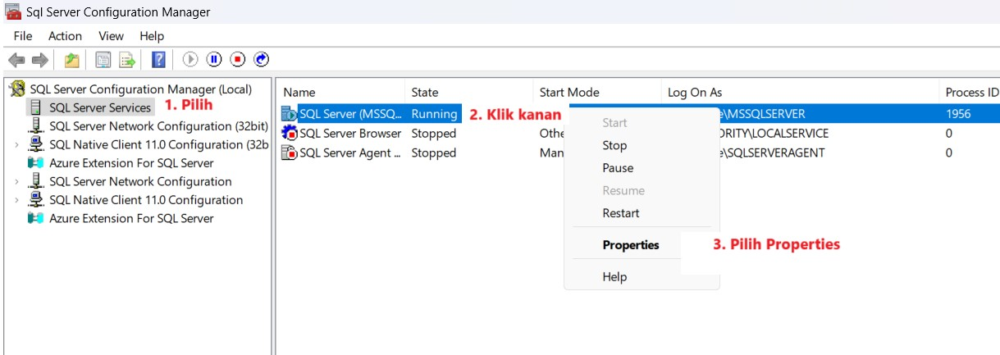 Sql Server Configuration Manager
File Action View Help
SQL Server Configuration Manager (Local)
SQL Server Services 1. Pilih
SQL Server Network Configuration (32bit)
SQL Native Client 11.0 Configuration (32b
Azure Extension For SQL Server
SQL Server Network Configuration
SQL Native Client 11.0 Configuration
Azure Extension For SQL Server
Name State Start Mode Log On As Process ID
SQL Server (MSSQ... Running 2. Klik kanan e\MSSQLSERVER 1956
SQL Server Browser Stopped Othe ORITY\LOCALSERVICE 0
SQL Server Agent ... Stopped Man e\SQLSERVERAGENT 0
Start
Stop
Pause
Resume
Restart
Properties 3. Pilih Properties
Help